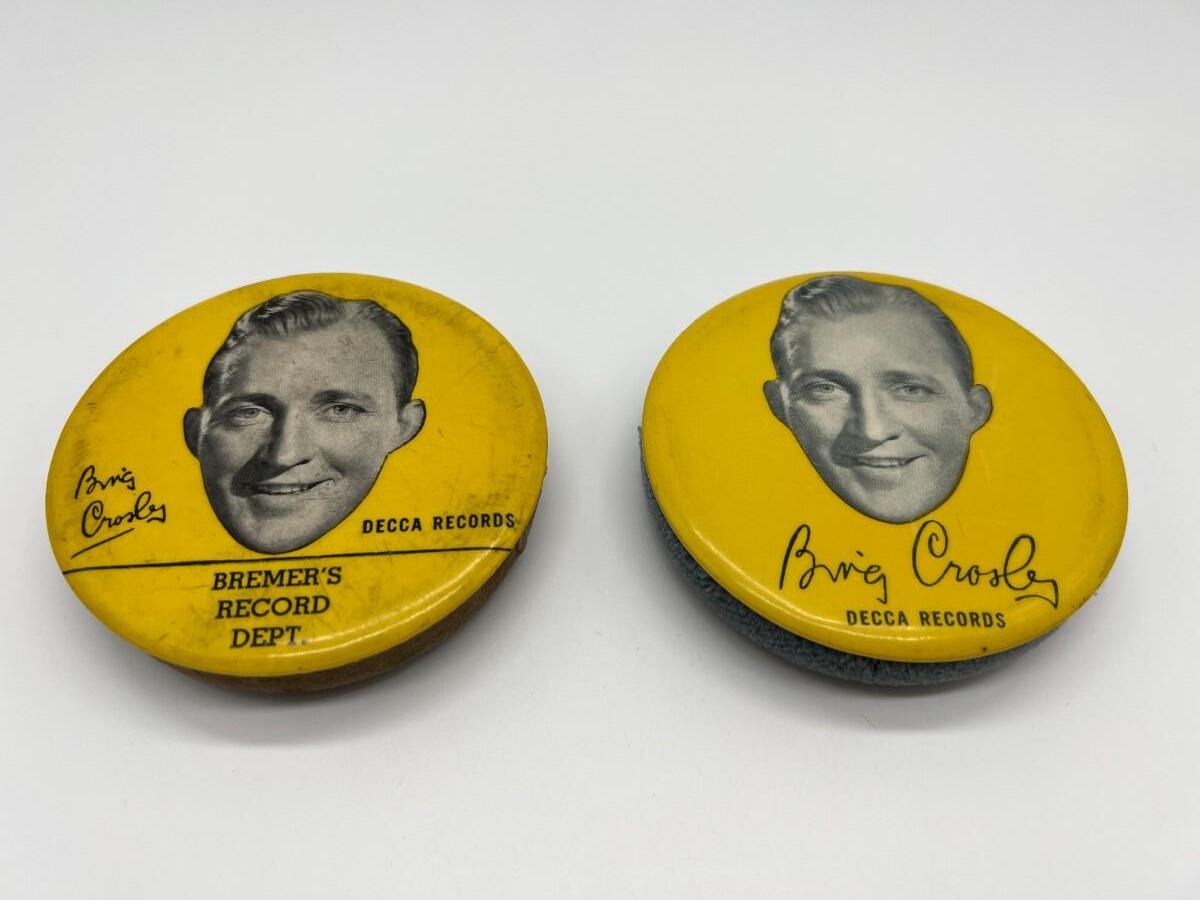 Bing
Crosby
DECCA RECORDS
BREMER'S
RECORD
DEPT.
Bing Crosby
DECCA RECORDS